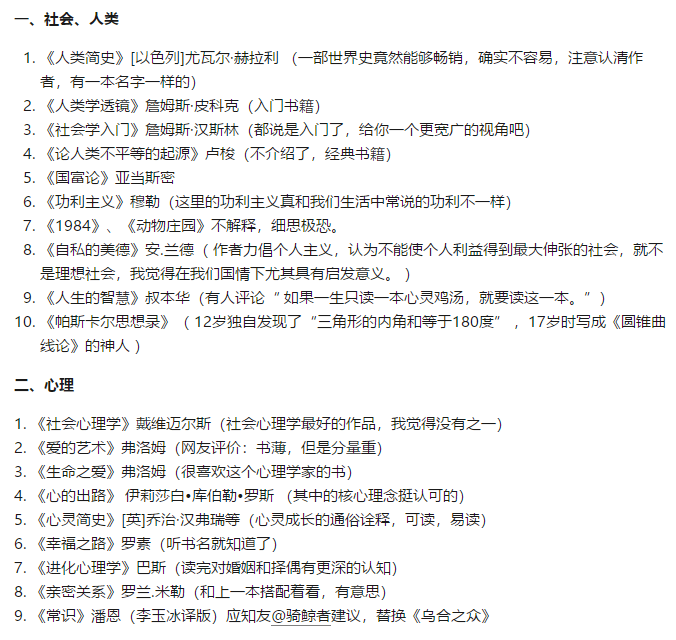 一、社会、人类
1. 《人类简史》[以色列]尤瓦尔·赫拉利 （一部世界史竟然能够畅销，确实不容易，注意认清作
者，有一本名字一样的）
2. 《人类学透镜》詹姆斯·皮科克（入门书籍）
3. 《社会学入门》詹姆斯·汉斯林（都说是入门了，给你一个更宽广的视角吧）
4. 《论人类不平等的起源》卢梭（不介绍了，经典书籍）
5. 《国富论》亚当斯密
6. 《功利主义》穆勒（这里的功利主义真和我们生活中常说的功利不一样）
7. 《1984》、《动物庄园》不解释，细思极恐。
8. 《自私的美德》安.兰德（ 作者力倡个人主义，认为不能使个人利益得到最大伸张的社会，就不
是理想社会，我觉得在我们国情下尤其具有启发意义。 ）
9. 《人生的智慧》叔本华（有人评论“ 如果一生只读一本心灵鸡汤，就要读这一本。” ）
10. 《帕斯卡尔思想录》（ 12岁独自发现了“三角形的内角和等于180度” ，17岁时写成《圆锥曲
线论》的神人 ）
二、心理
1. 《社会心理学》戴维迈尔斯（社会心理学最好的作品，我觉得没有之一）
2. 《爱的艺术》弗洛姆（网友评价：书薄，但是分量重）
3. 《生命之爱》弗洛姆（很喜欢这个心理学家的书）
4. 《心的出路》 伊莉莎白•库伯勒•罗斯 （其中的核心理念挺认可的）
5. 《心灵简史》[英]乔治·汉弗瑞等（心灵成长的通俗诠释，可读，易读）
6. 《幸福之路》罗素（听书名就知道了）
7. 《进化心理学》巴斯（读完对婚姻和择偶有更深的认知）
8. 《亲密关系》罗兰.米勒（和上一本搭配着看，有意思）
9. 《常识》潘恩（李玉冰译版）应知友@骑鲸者建议，替换《乌合之众》